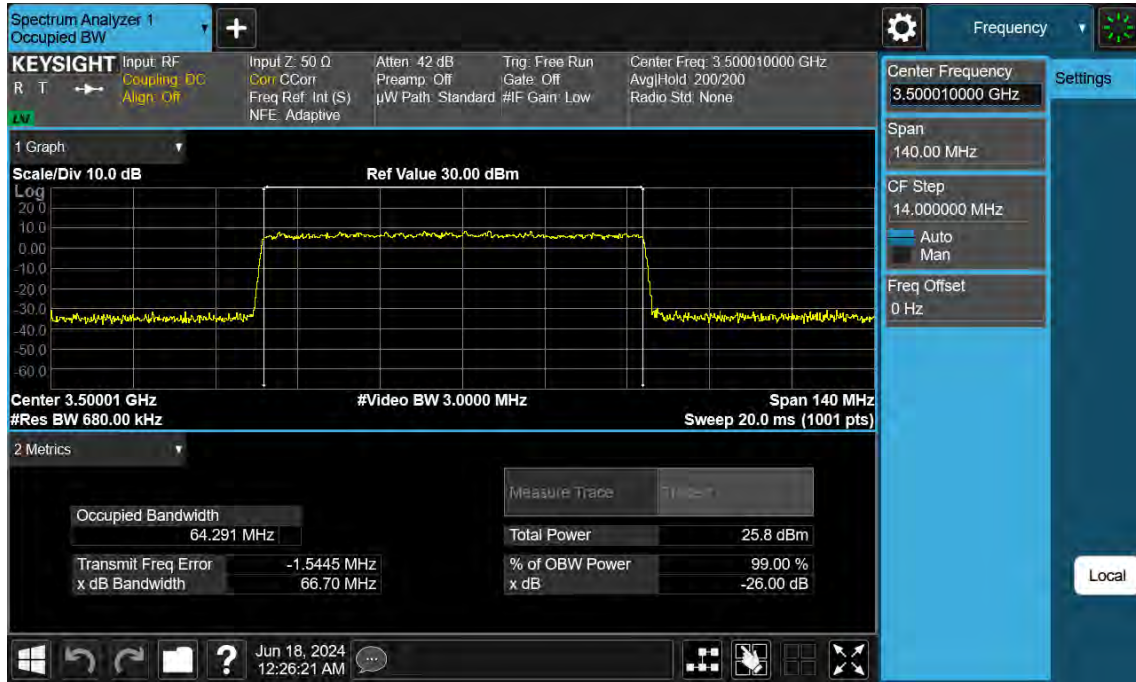 Spectrum Analyzer 1
Occupied BW
Frequency
KEYSIGHT
R T
LXI
Input: RF
Coupling: DC
Align: Off
Input Z: 50 Ω
Corr CCorr
Freq Ref: Int (S)
NFE: Adaptive
Atten: 42 dB
Preamp: Off
µW Path: Standard
Trig: Free Run
Gate: Off
#IF Gain: Low
Center Freq: 3.500010000 GHz
Avg|Hold: 200/200
Radio Std: None
Center Frequency
3.500010000 GHz
Settings
Span
140.00 MHz
CF Step
14.000000 MHz
Auto
Man
Freq Offset
0 Hz
Local
1 Graph
Scale/Div 10.0 dB
Ref Value 30.00 dBm
Log
20.0
10.0
0.00
-10.0
-20.0
-30.0
-40.0
-50.0
-60.0
Center 3.50001 GHz
#Video BW 3.0000 MHz
Span 140 MHz
#Res BW 680.00 kHz
Sweep 20.0 ms (1001 pts)
2 Metrics
Measure Trace
Occupied Bandwidth
64.291 MHz
Total Power 25.8 dBm
Transmit Freq Error -1.5445 MHz
% of OBW Power 99.00 %
x dB Bandwidth 66.70 MHz
x dB -26.00 dB
?
Jun 18, 2024
12:26:21 AM